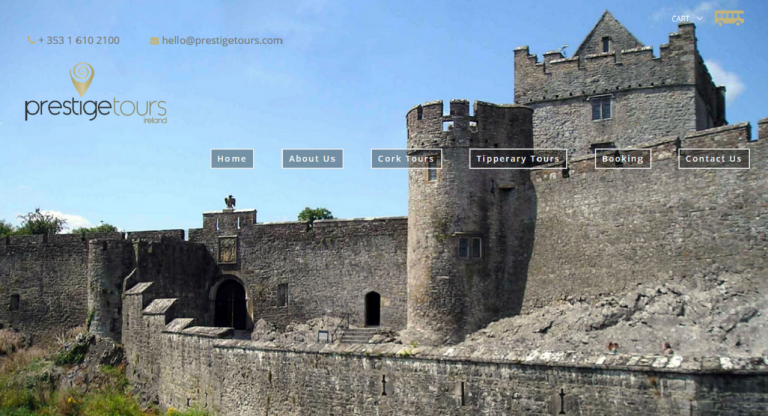 CART
+ 353 1 610 2100 hello@prestigetours.com
prestigetours
ireland
Home About Us Cork Tours Tipperary Tours Booking Contact Us